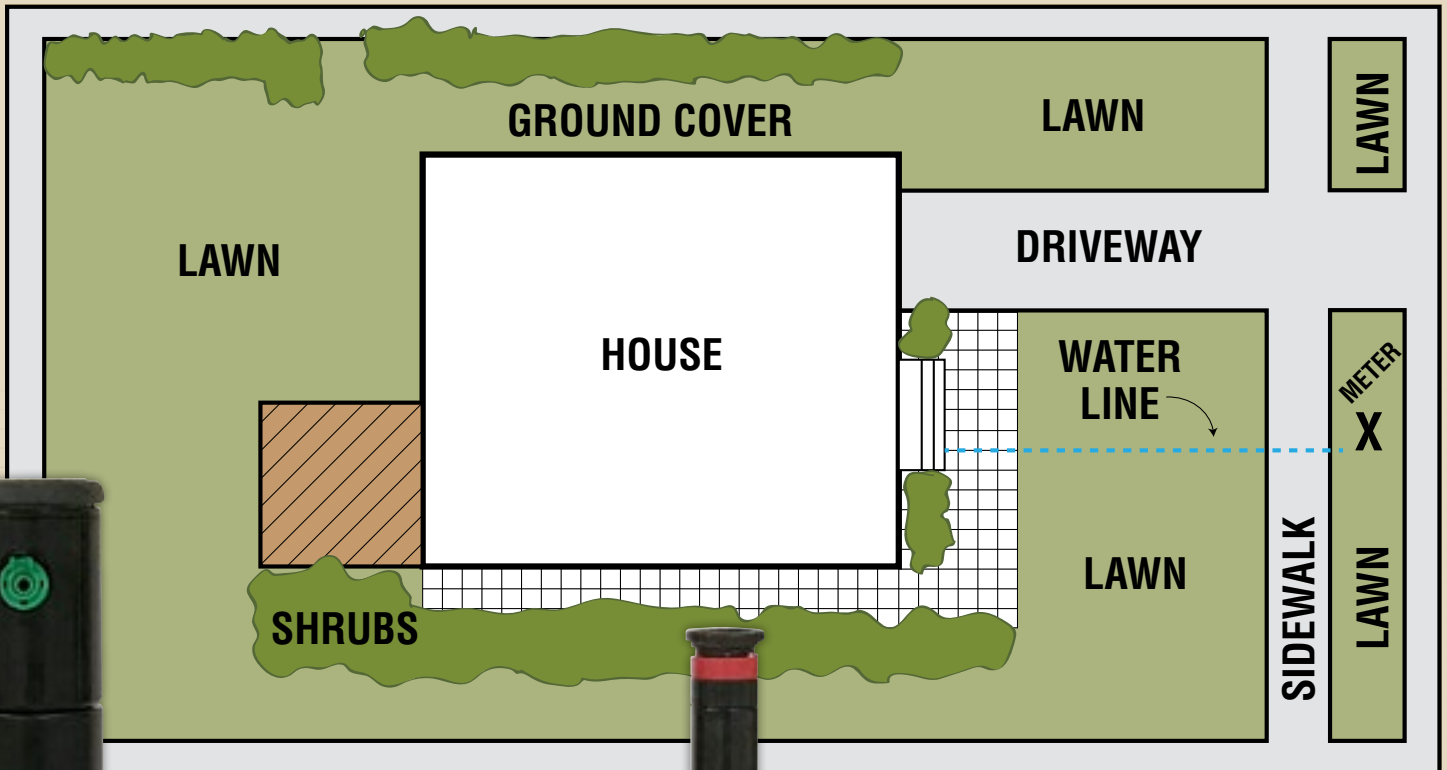 GROUND COVER
LAWN
LAWN
LAWN
DRIVEWAY
HOUSE
WATER
LINE
METER
X
LAWN
SIDEWALK
LAWN
SHRUBS